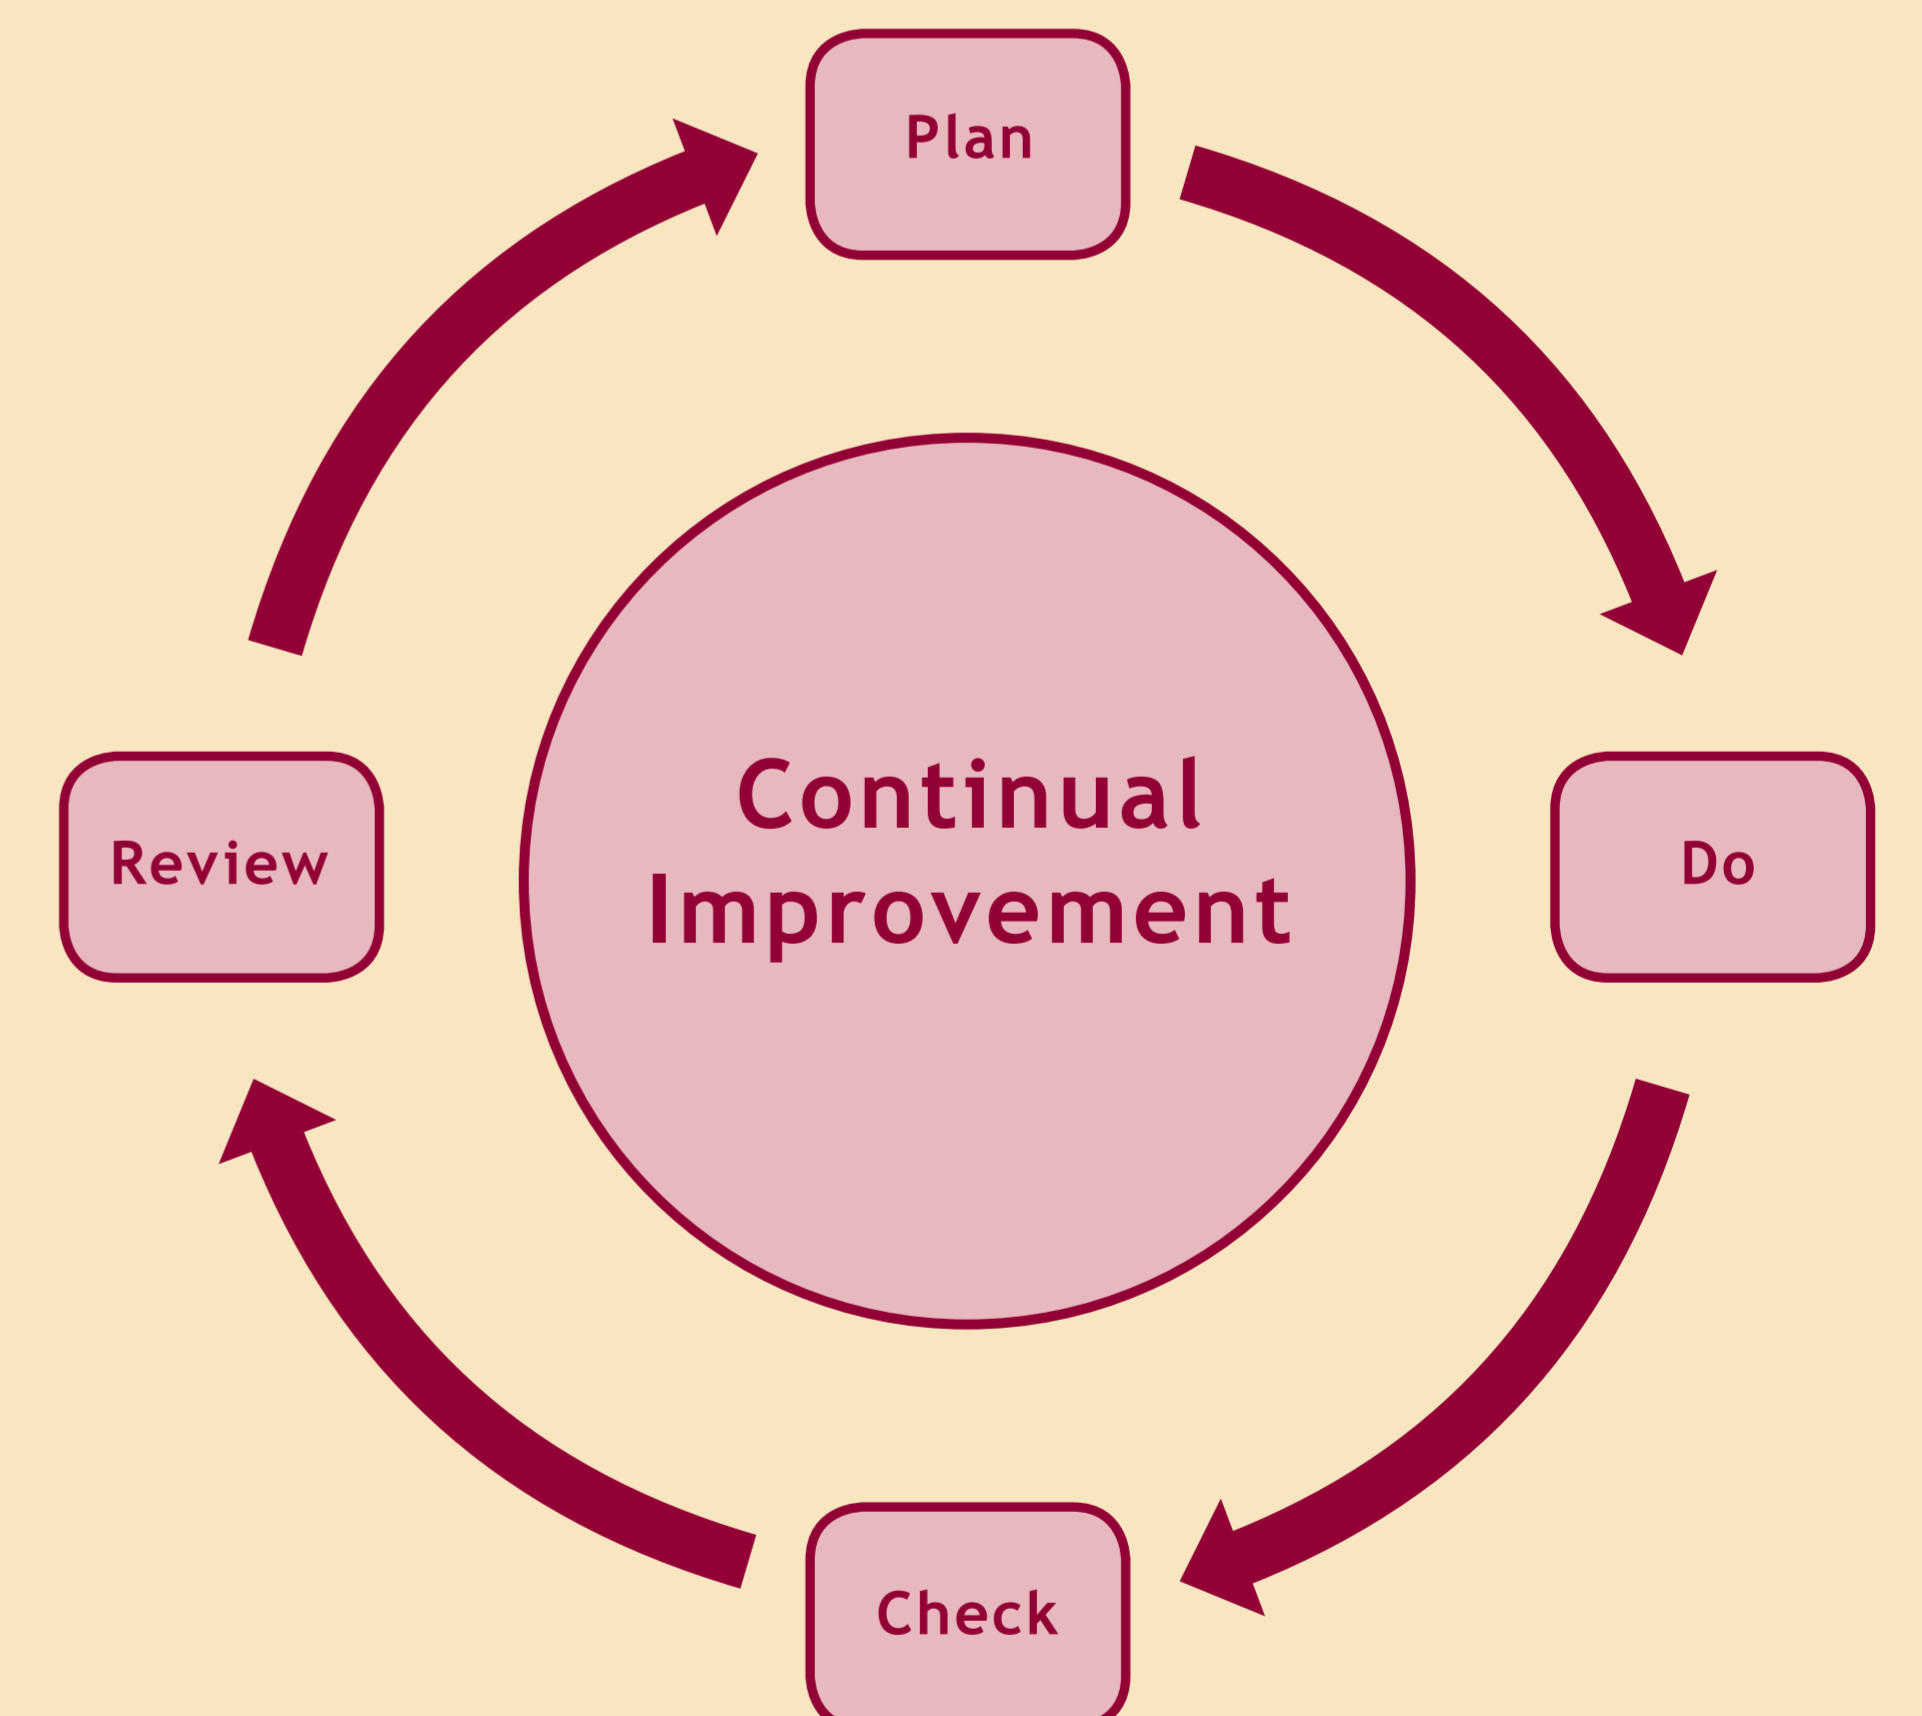 Plan
Continual
Improvement
Review
Do
Check